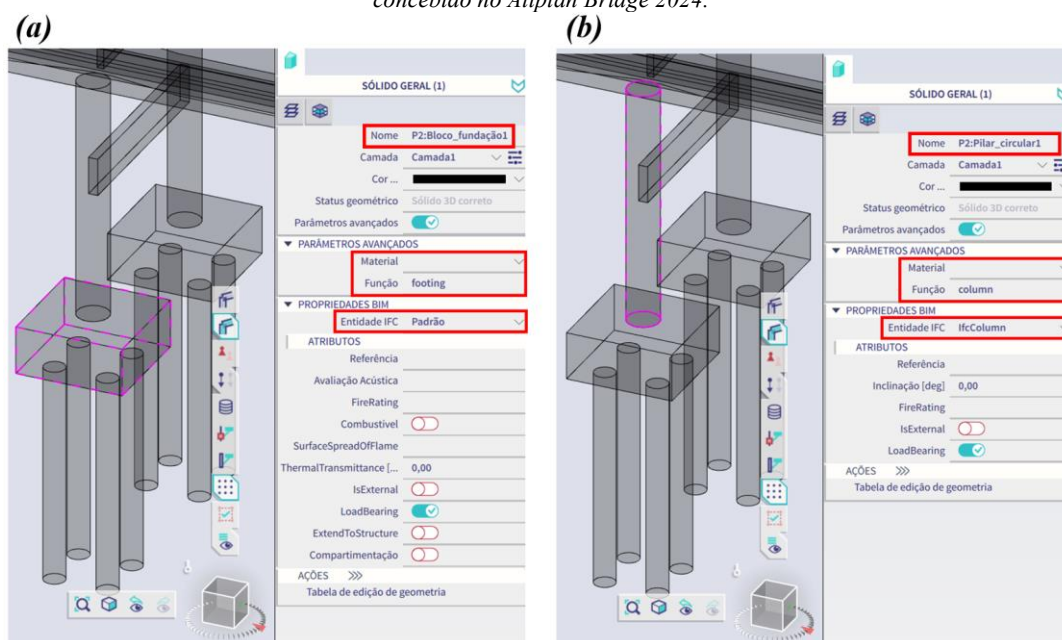 concebido no Allplan Bridge 2024.
(a)
SÓLIDO GERAL (1)
Nome P2:Bloco_fundação1
Camada Camada1
Cor ...
Status geométrico Sólido 3D correto
Parâmetros avançados
PARÂMETROS AVANÇADOS
Material
Função footing
PROPRIEDADES BIM
Entidade IFC Padrão
ATRIBUTOS
Referência
Avaliação Acústica
FireRating
Combustível
SurfaceSpreadOfFlame
ThermalTransmittance [... 0,00
IsExternal
LoadBearing
ExtendToStructure
Compartimentação
AÇÕES >>>
Tabela de edição de geometria
(b)
SÓLIDO GERAL (1)
Nome P2:Pilar_circular1
Camada Camada1
Cor ...
Status geométrico Sólido 3D correto
Parâmetros avançados
PARÂMETROS AVANÇADOS
Material
Função column
PROPRIEDADES BIM
Entidade IFC IfcColumn
ATRIBUTOS
Referência
Inclinação [deg] 0,00
FireRating
IsExternal
LoadBearing
AÇÕES >>>
Tabela de edição de geometria